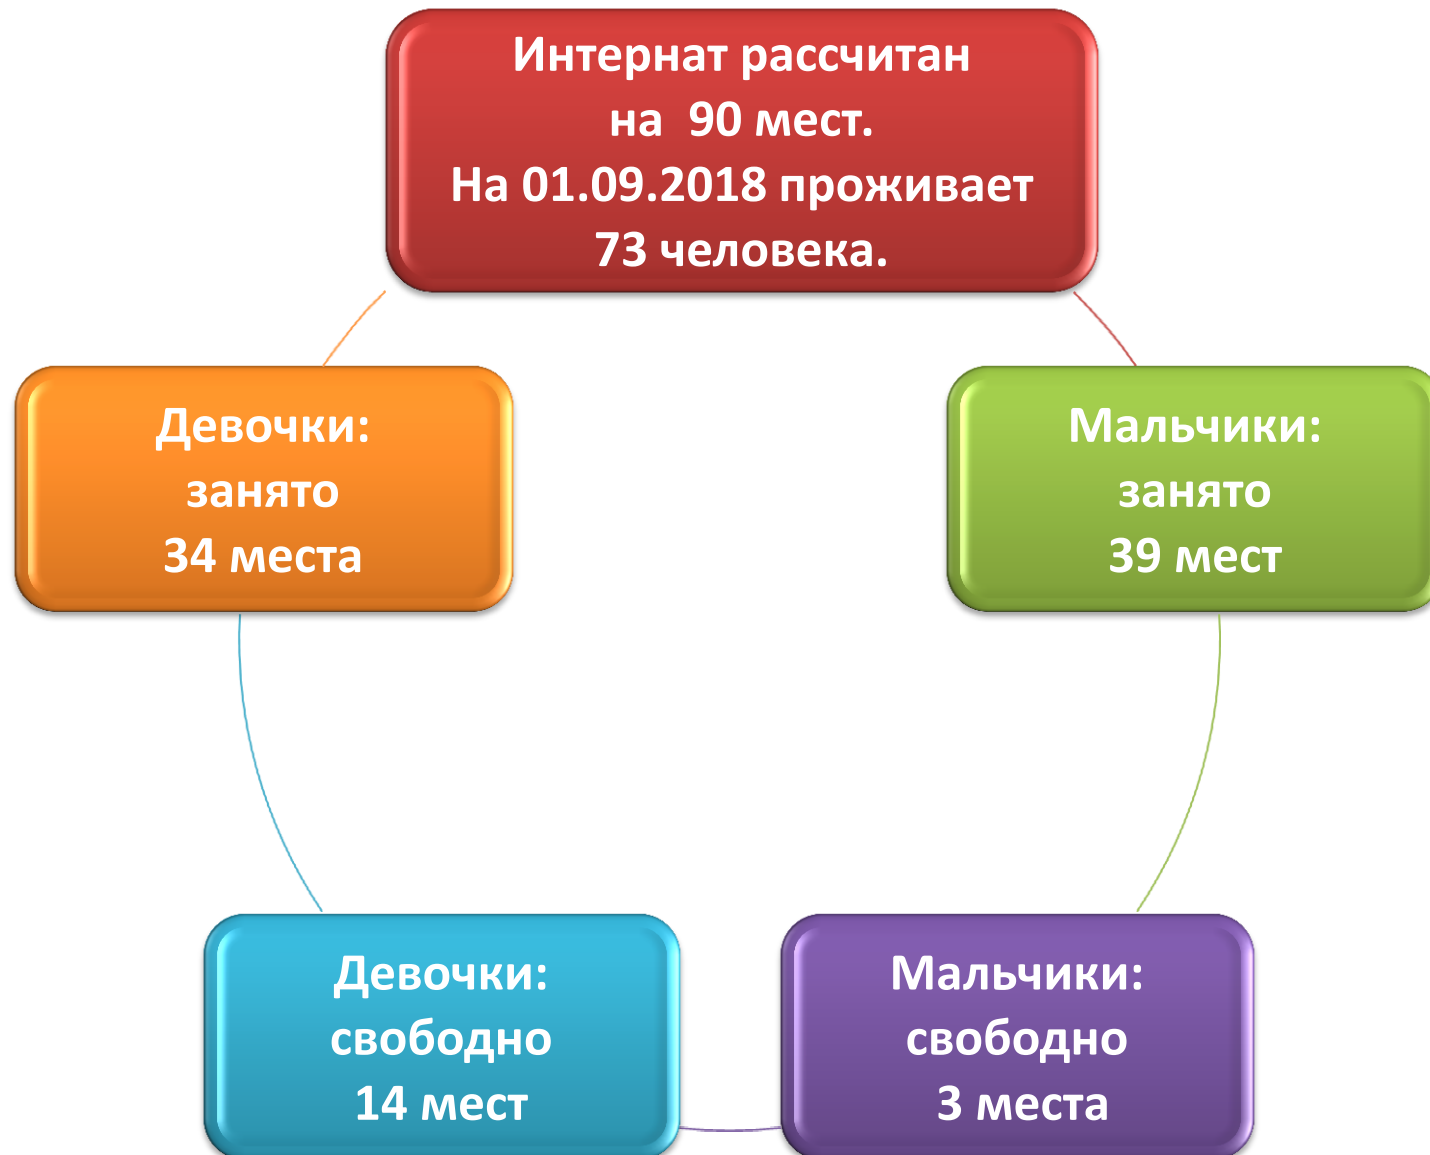 Интернат рассчитан
на 90 мест.
На 01.09.2018 проживает
73 человека.
Девочки:
занято
34 места
Мальчики:
занято
39 мест
Девочки:
свободно
14 мест
Мальчики:
свободно
3 места